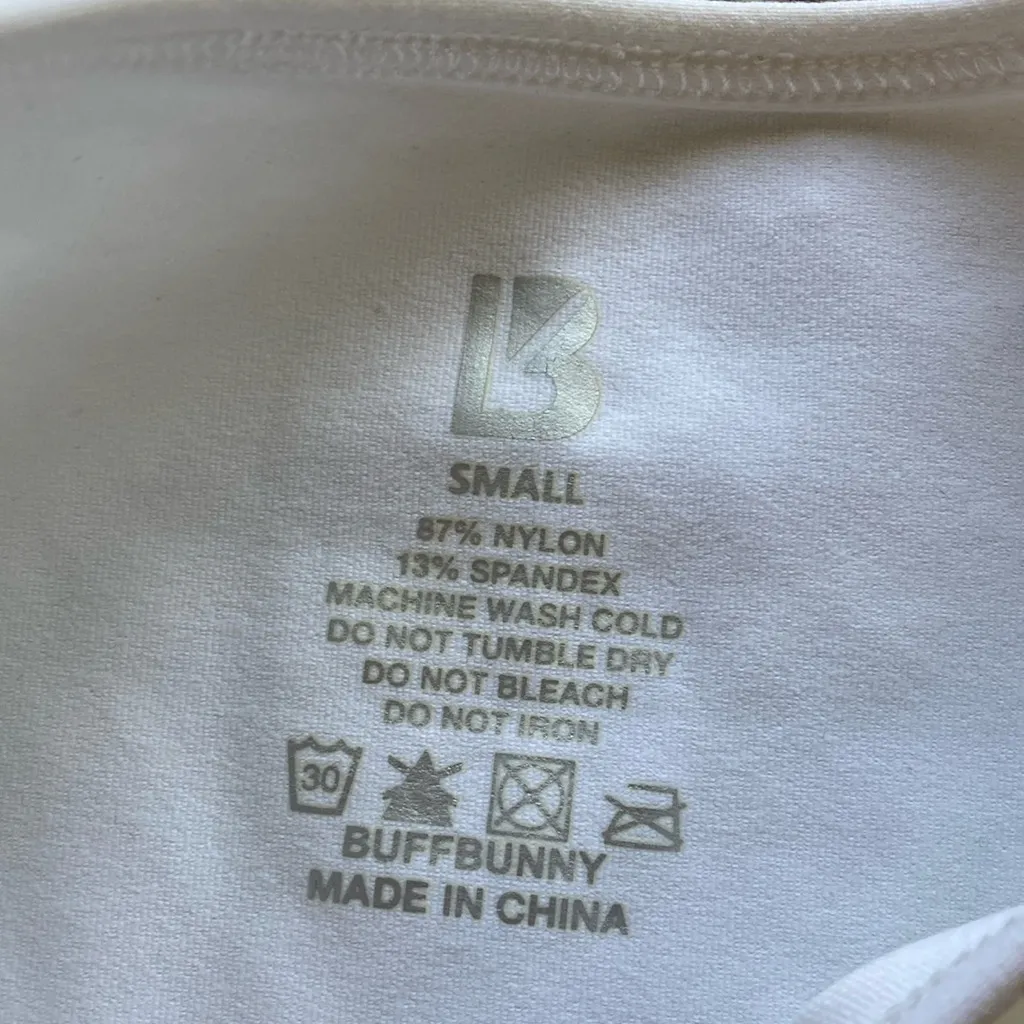 B
SMALL
87% NYLON
13% SPANDEX
MACHINE WASH COLD
DO NOT TUMBLE DRY
DO NOT BLEACH
DO NOT IRON
30
BUFFBUNNY
MADE IN CHINA